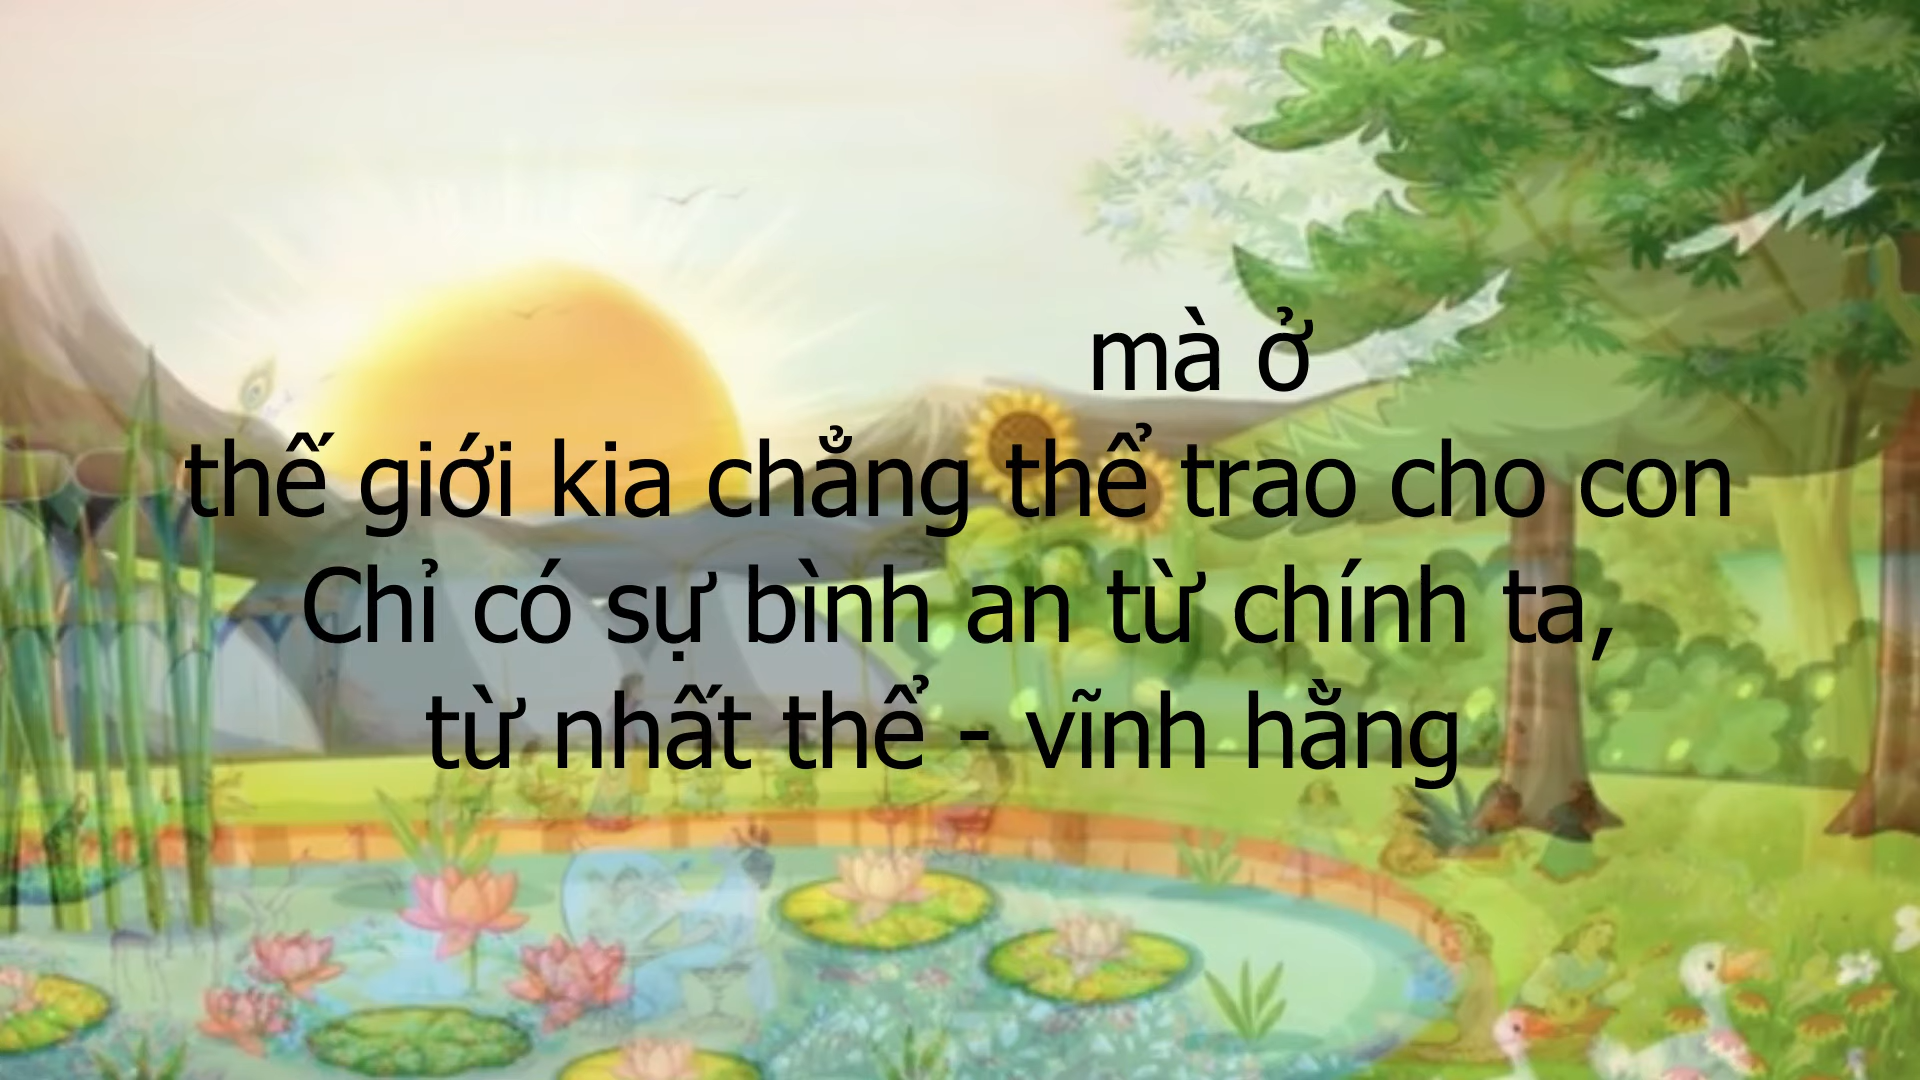 mà ở
thế giới kia chẳng thể trao cho con
Chỉ có sự bình an từ chính ta,
từ nhất thể - vĩnh hằng